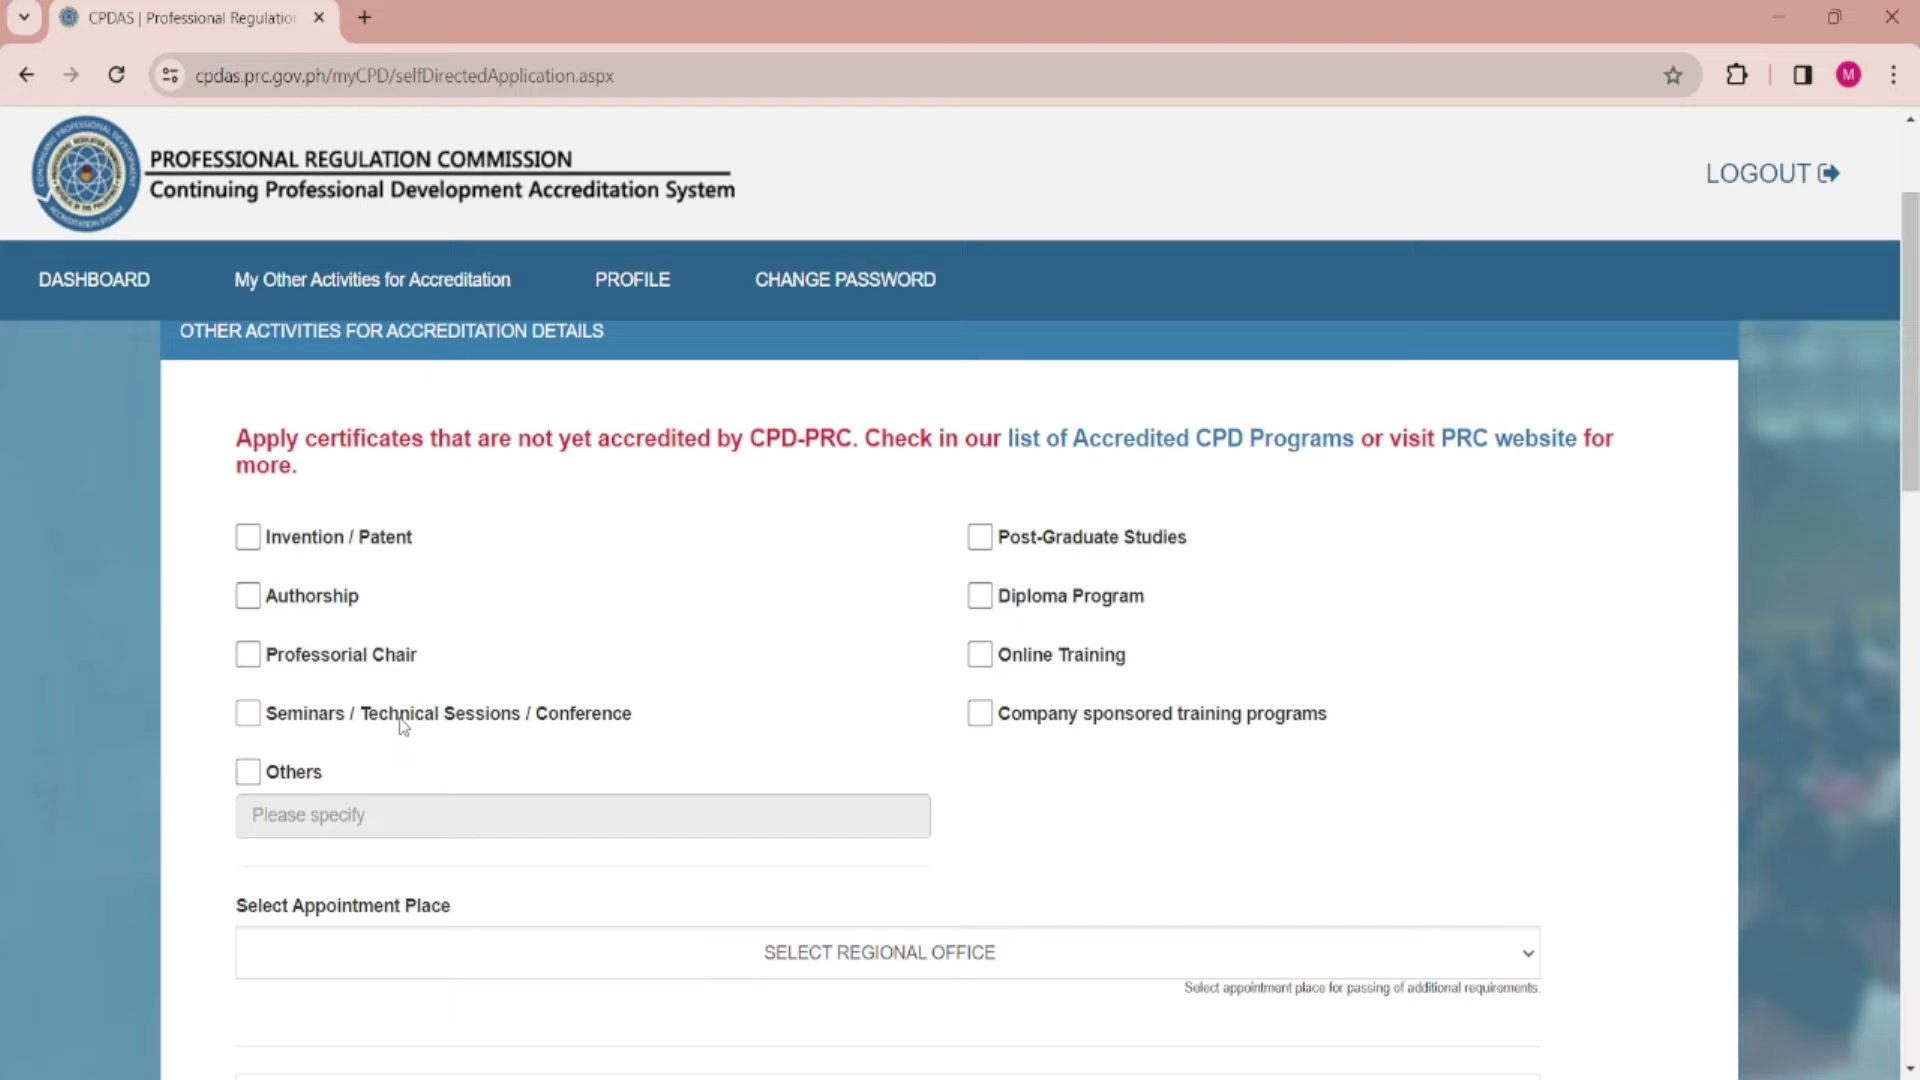 CPDAS | Professional Regulation
cpdas.prc.gov.ph/myCPD/selfDirectedApplication.aspx
M
PROFESSIONAL REGULATION COMMISSION
Continuing Professional Development Accreditation System
LOGOUT
DASHBOARD
My Other Activities for Accreditation
PROFILE
CHANGE PASSWORD
OTHER ACTIVITIES FOR ACCREDITATION DETAILS
Apply certificates that are not yet accredited by CPD-PRC. Check in our list of Accredited CPD Programs or visit PRC website for
more.
Invention / Patent
Post-Graduate Studies
Authorship
Diploma Program
Professorial Chair
Online Training
Seminars / Technical Sessions / Conference
Company sponsored training programs
Others
Please specify
Select Appointment Place
SELECT REGIONAL OFFICE
Select appointment place for passing of additional requirements.